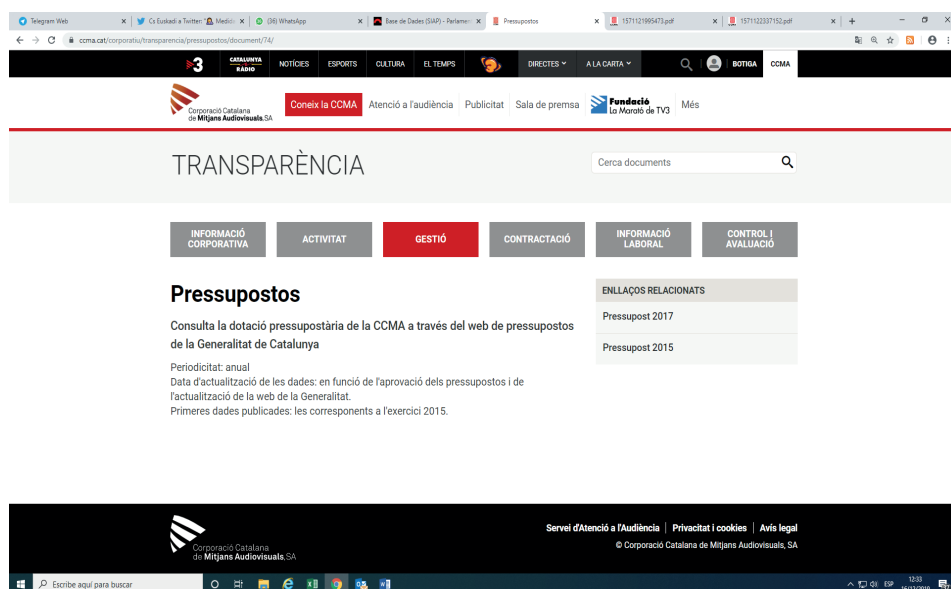 Telegram Web
Cs Euskadi a Twitter: "
Medido
(36) WhatsApp
Base de Dades (SIAP) - Parlamen
Pressupostos
1571121995473.pdf
1571122337152.pdf
ccma.cat/corporatiu/transparencia/pressupostos/document/74/
3
CATALUNYA
RÀDIO
NOTÍCIES
ESPORTS
CULTURA
EL TEMPS
DIRECTES
A LA CARTA
BOTIGA
CCMA
Corporació Catalana
de Mitjans Audiovisuals, SA
Coneix la CCMA
Atenció a l'audiència
Publicitat
Sala de premsa
Fundació
La Marató de TV3
Més
TRANSPARÈNCIA
Cerca documents
INFORMACIÓ
CORPORATIVA
ACTIVITAT
GESTIÓ
CONTRACTACIÓ
INFORMACIÓ
LABORAL
CONTROL I
AVALUACIÓ
Pressupostos
Consulta la dotació pressupostària de la CCMA a través del web de pressupostos
de la Generalitat de Catalunya
Periodicitat: anual
Data d'actualització de les dades: en funció de l'aprovació dels pressupostos i de
l'actualització de la web de la Generalitat.
Primeres dades publicades: les corresponents a l'exercici 2015.
ENLLAÇOS RELACIONATS
Pressupost 2017
Pressupost 2015
Corporació Catalana
de Mitjans Audiovisuals, SA
Servei d'Atenció a l'Audiència | Privacitat i cookies | Avís legal
© Corporació Catalana de Mitjans Audiovisuals, SA
Escribe aquí para buscar
ESP
12:33
16/12/2019